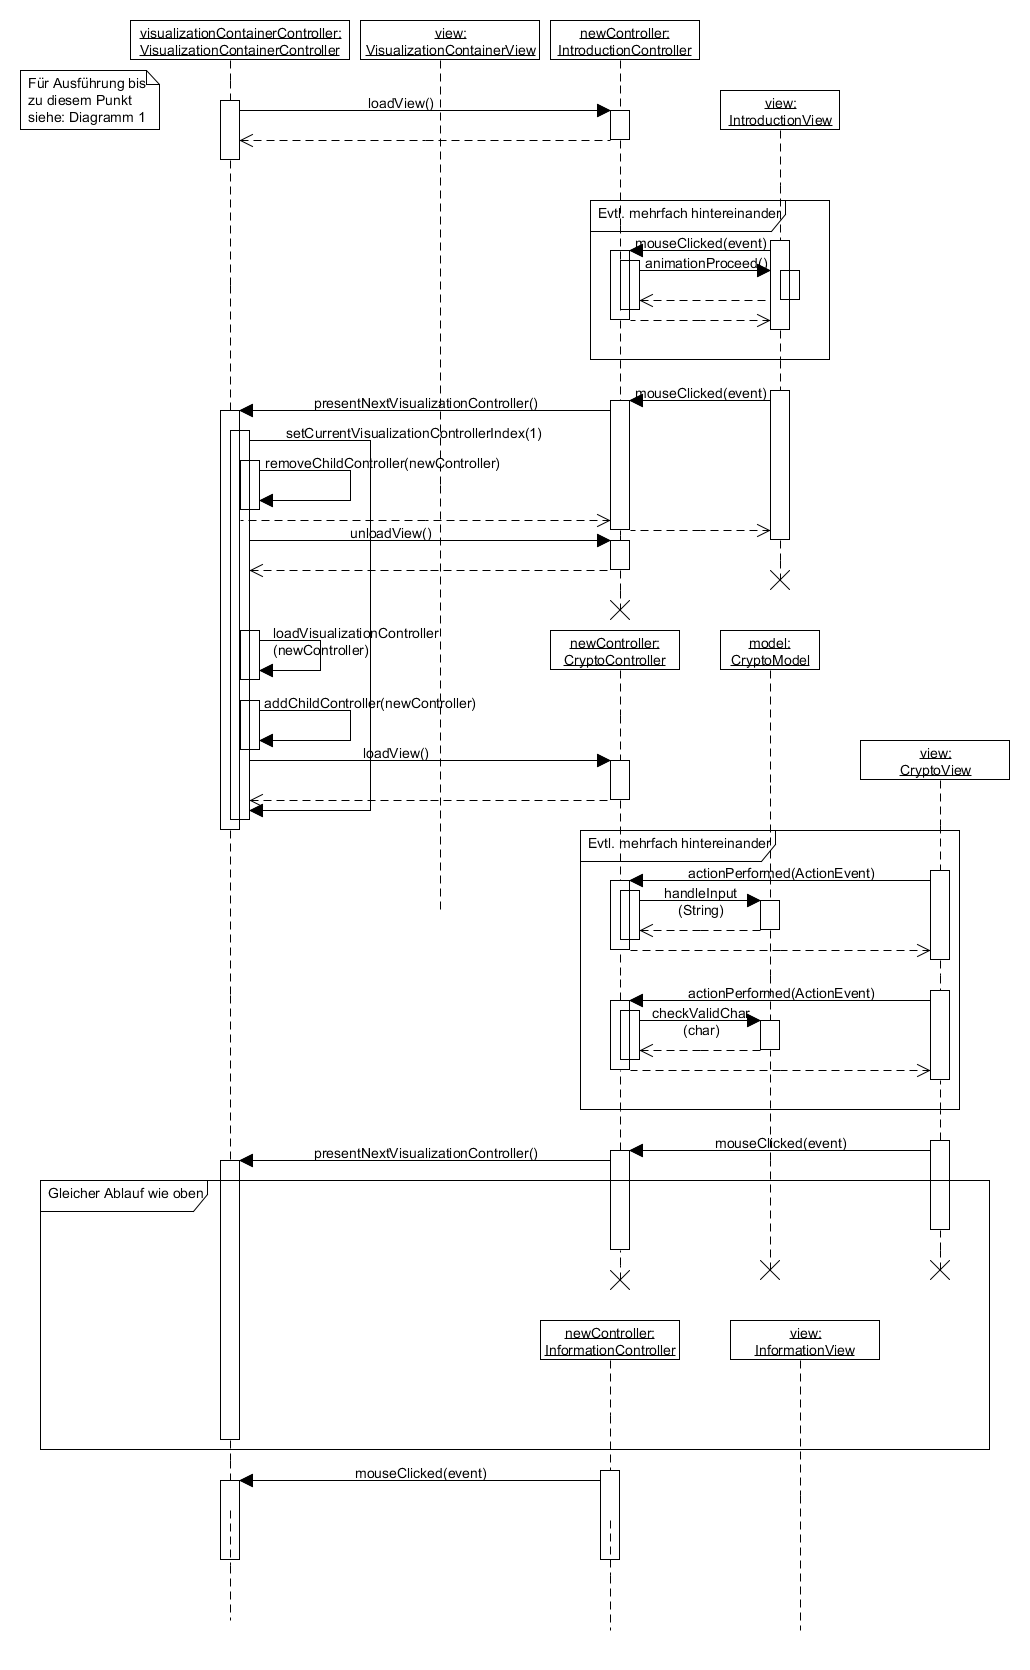 visualizationContainerController:
VisualizationContainerController
view:
VisualizationContainerView
newController:
IntroductionController
Für Ausführung bis
zu diesem Punkt
siehe: Diagramm 1
loadView()
view:
IntroductionView
Evtl. mehrfach hintereinander
mouseClicked(event)
animationProceed()
mouseClicked(event)
presentNextVisualizationController()
setCurrentVisualizationControllerIndex(1)
removeChildController(newController)
unloadView()
loadVisualizationController
(newController)
newController:
CryptoController
model:
CryptoModel
addChildController(newController)
loadView()
view:
CryptoView
Evtl. mehrfach hintereinander
actionPerformed(ActionEvent)
handleInput
(String)
actionPerformed(ActionEvent)
checkValidChar
(char)
mouseClicked(event)
presentNextVisualizationController()
Gleicher Ablauf wie oben
newController:
InformationController
view:
InformationView
mouseClicked(event)